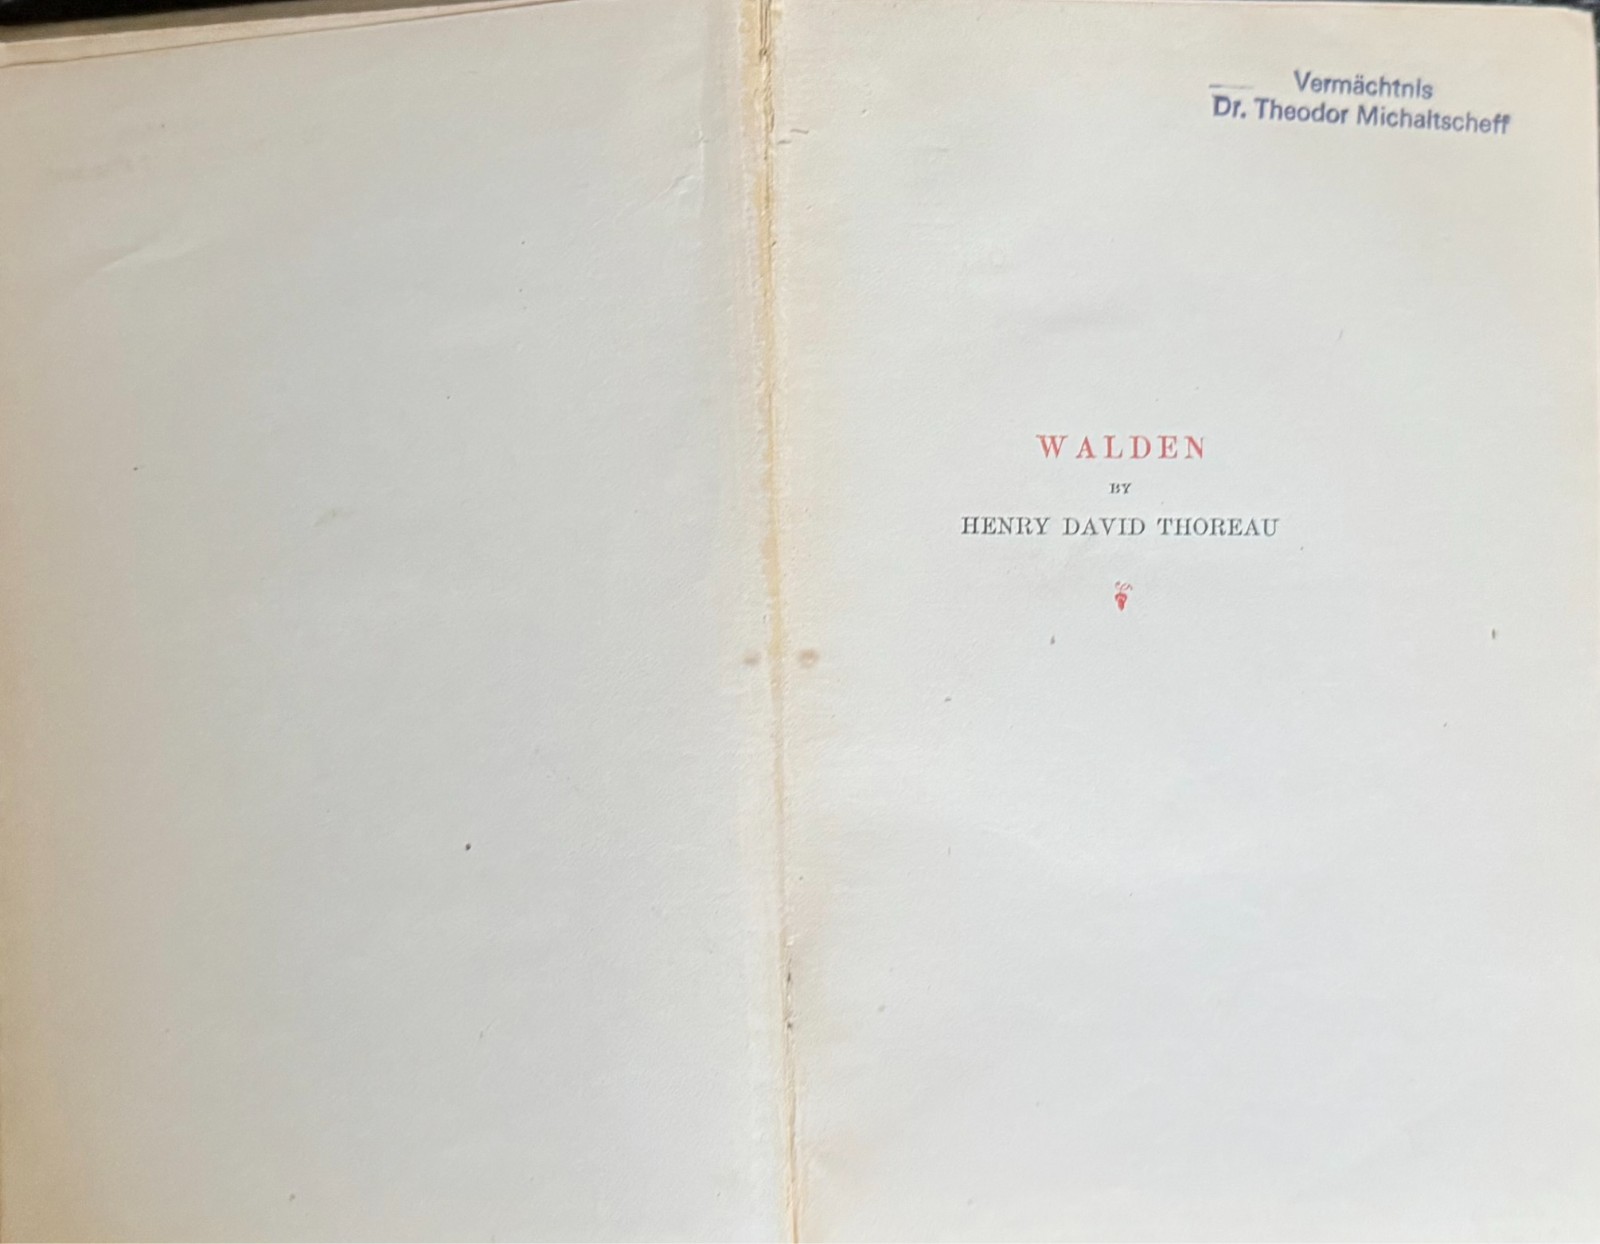 Vermächtnis
Dr. Theodor Michaltscheff
WALDEN
BY
HENRY DAVID THOREAU